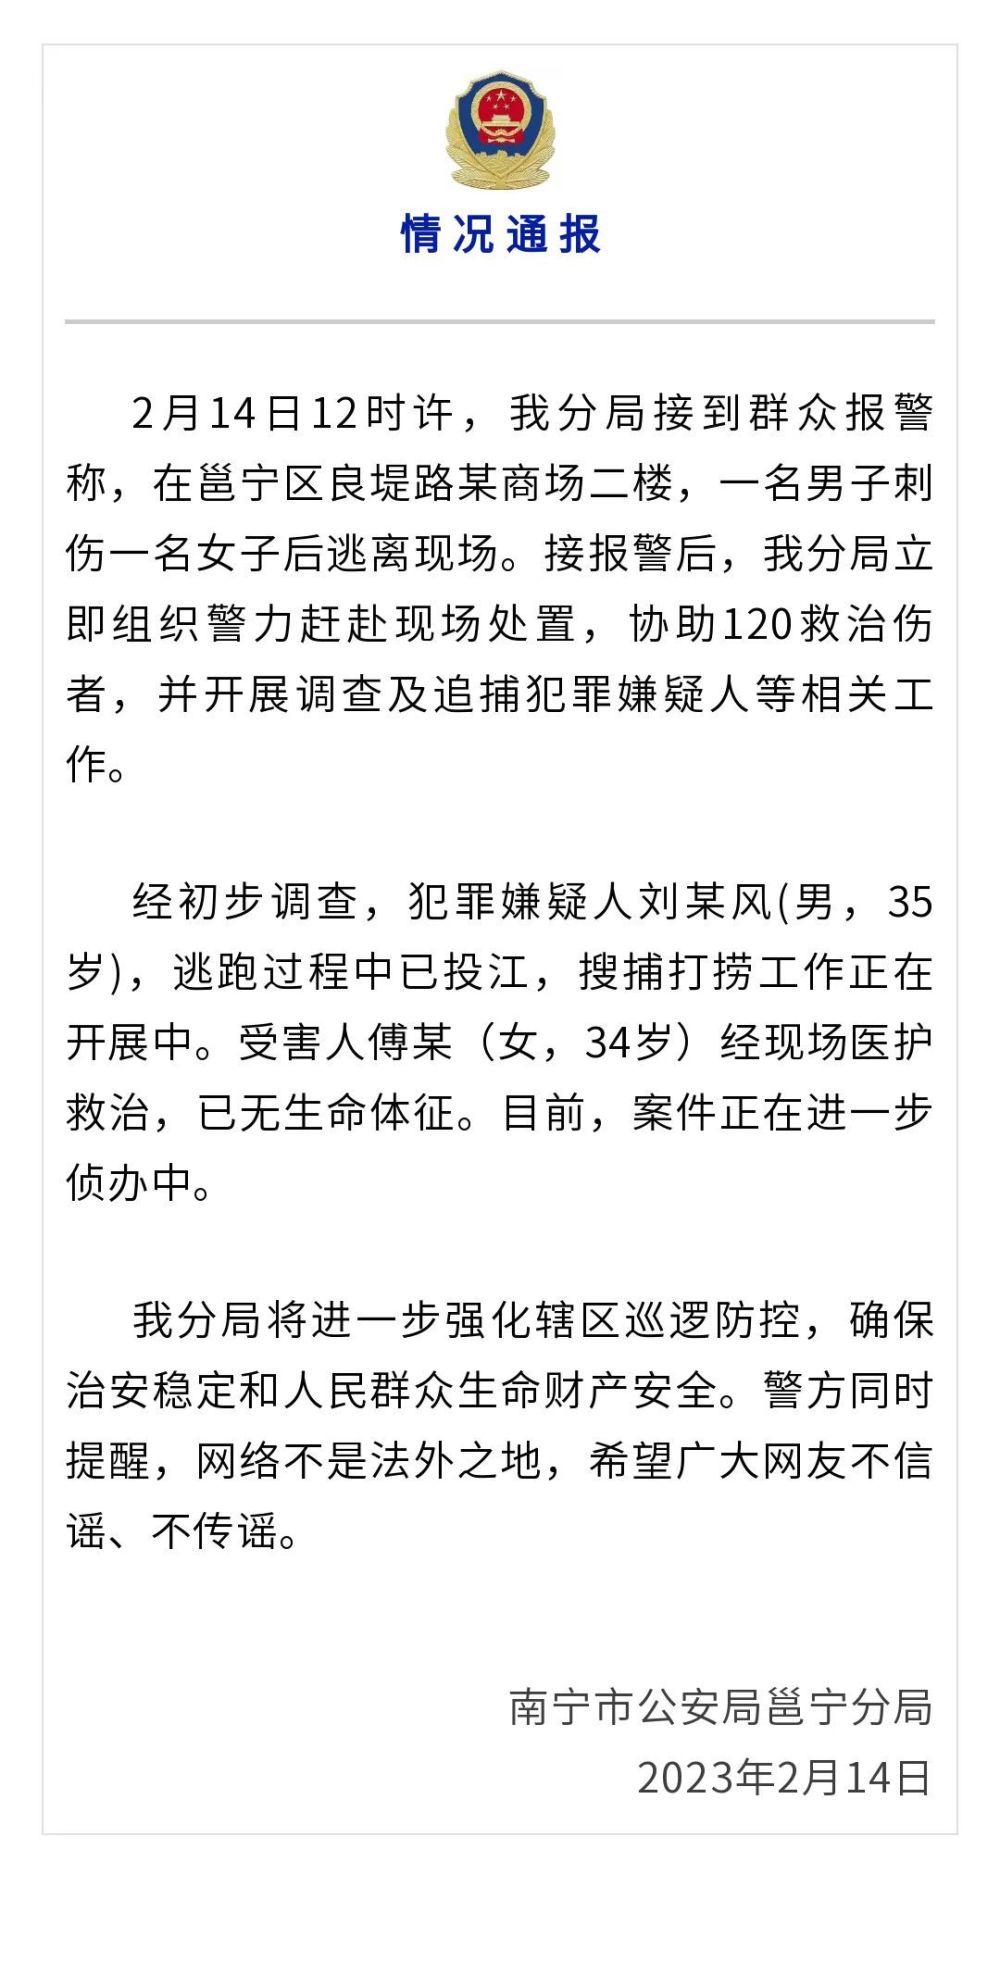 情况通报
2月14日12时许，我分局接到群众报警
称，在邕宁区良堤路某商场二楼，一名男子刺
伤一名女子后逃离现场。接报警后，我分局立
即组织警力赶赴现场处置，协助120救治伤
者，并开展调查及追捕犯罪嫌疑人等相关工
作。
经初步调查，犯罪嫌疑人刘某风(男，35
岁)，逃跑过程中已投江，搜捕打捞工作正在
开展中。受害人傅某（女，34岁）经现场医护
救治，已无生命体征。目前，案件正在进一步
侦办中。
我分局将进一步强化辖区巡逻防控，确保
治安稳定和人民群众生命财产安全。警方同时
提醒，网络不是法外之地，希望广大网友不信
谣、不传谣。
南宁市公安局邕宁分局
2023年2月14日